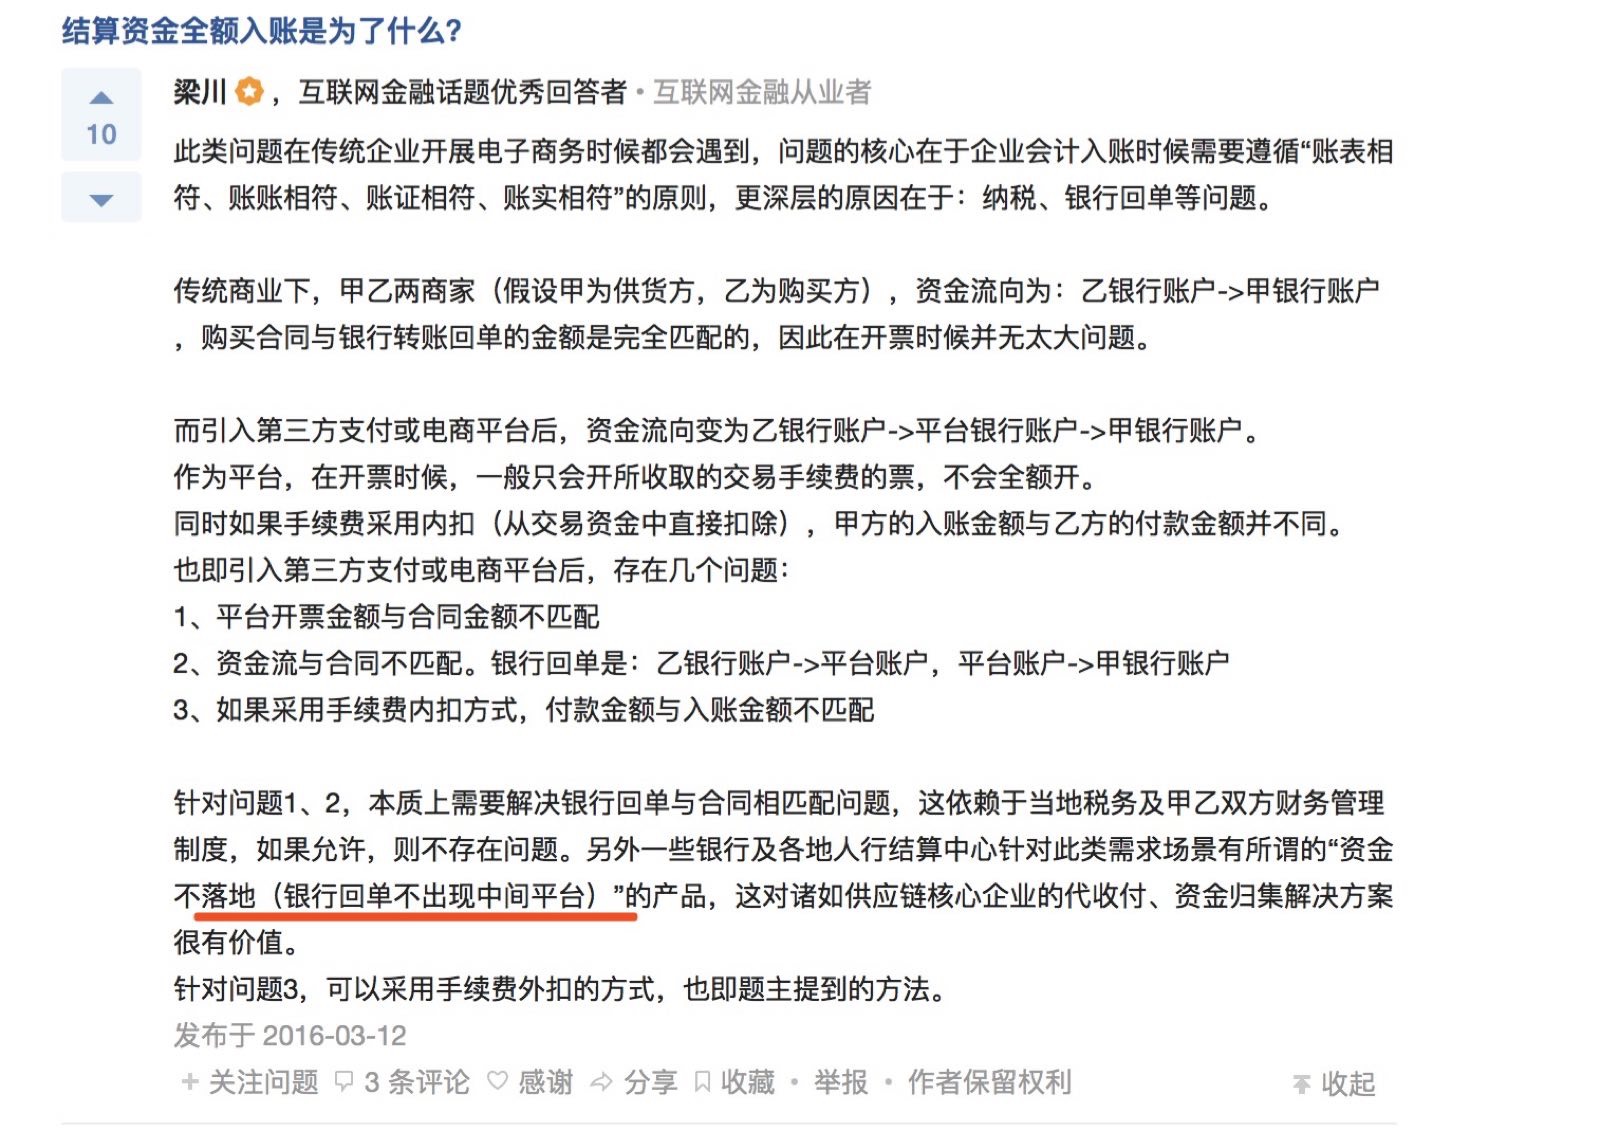 结算资金全额入账是为了什么?
10
梁川，互联网金融话题优秀回答者 • 互联网金融从业者
此类问题在传统企业开展电子商务时候都会遇到，问题的核心在于企业会计入账时候需要遵循“账表相
符、账账相符、账证相符、账实相符”的原则，更深层的原因在于：纳税、银行回单等问题。
传统商业下，甲乙两商家（假设甲为供货方，乙为购买方），资金流向为：乙银行账户->甲银行账户
，购买合同与银行转账回单的金额是完全匹配的，因此在开票时候并无太大问题。
而引入第三方支付或电商平台后，资金流向变为乙银行账户->平台银行账户->甲银行账户。
作为平台，在开票时候，一般只会开所收取的交易手续费的票，不会全额开。
同时如果手续费采用内扣（从交易资金中直接扣除），甲方的入账金额与乙方的付款金额并不同。
也即引入第三方支付或电商平台后，存在几个问题：
1、平台开票金额与合同金额不匹配
2、资金流与合同不匹配。银行回单是：乙银行账户->平台账户，平台账户->甲银行账户
3、如果采用手续费内扣方式，付款金额与入账金额不匹配
针对问题1、2，本质上需要解决银行回单与合同相匹配问题，这依赖于当地税务及甲乙双方财务管理
制度，如果允许，则不存在问题。另外一些银行及各地人行结算中心针对此类需求场景有所谓的“资金
不落地（银行回单不出现中间平台）”的产品，这对诸如供应链核心企业的代收付、资金归集解决方案
很有价值。
针对问题3，可以采用手续费外扣的方式，也即题主提到的方法。
发布于 2016-03-12
+ 关注问题 3 条评论 感谢 分享 收藏 • 举报 • 作者保留权利 收起